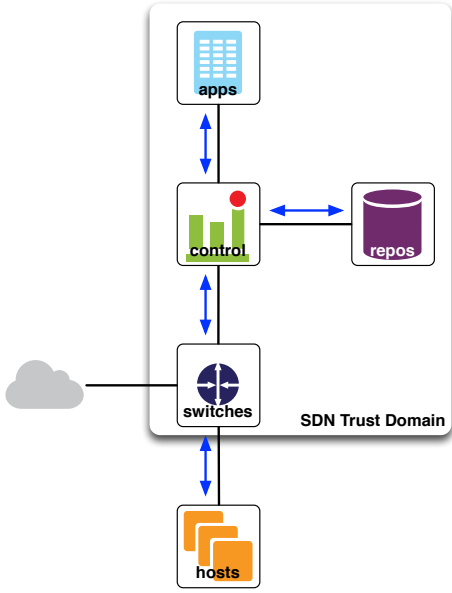 apps
control
repos
switches
SDN Trust Domain
hosts